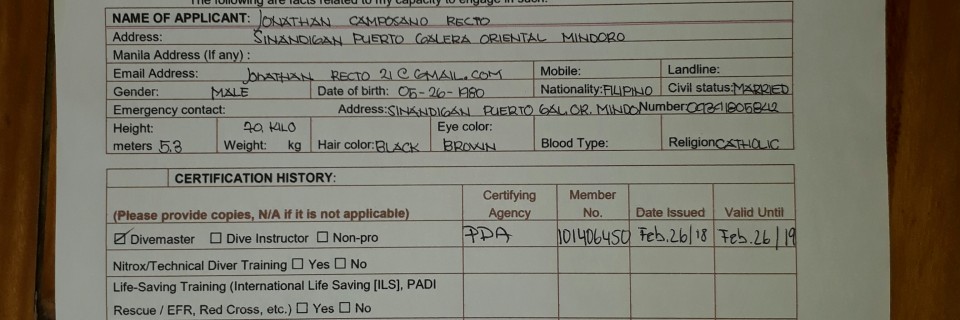 The following are facts related to my capacity to engage in such:
NAME OF APPLICANT: JONATHAN CAMPOSANO RECTO
Address: SINANDIGAN PUERTO GALERA ORIENTAL MINDORO
Manila Address (If any) :
Email Address: JONATHAN RECTO 21 @ GMAIL.COM Mobile: Landline:
Gender: MALE Date of birth: 05-26-1980 Nationality: FILIPINO Civil status: MARRIED
Emergency contact: Address: SINANDIGAN PUERTO GAL.OR. MINDO Number
Height: 70 KILO Eye color:
meters 5.3 Weight: kg Hair color: BLACK BROWN Blood Type: Religion CATHOLIC
CERTIFICATION HISTORY:
Certifying Member
(Please provide copies, N/A if it is not applicable) Agency No. Date Issued Valid Until
☑ Divemaster ☐ Dive Instructor ☐ Non-pro PDA 101406450 Feb.26/18 Feb.26/19
Nitrox/Technical Diver Training ☐ Yes ☐ No
Life-Saving Training (International Life Saving [ILS], PADI
Rescue / EFR, Red Cross, etc.) ☐ Yes ☐ No